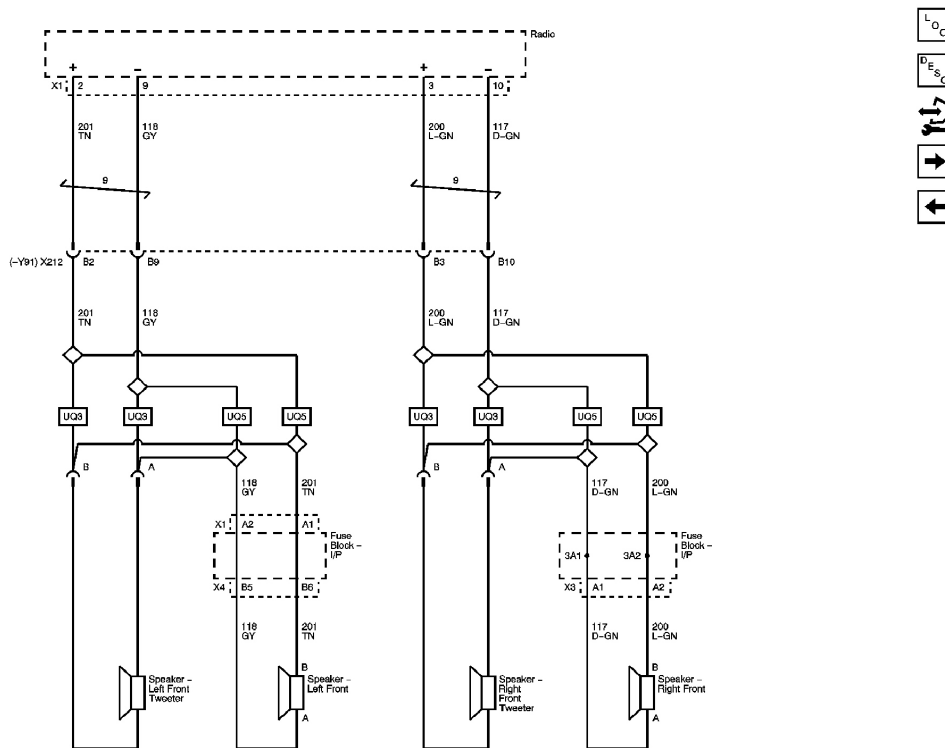 Radio
+ – + –
X1 2 9 3 10
201 TN
118 GY
200 L-GN
117 D-GN
9 9
(-Y91) X212 B2 B9 B3 B10
201 TN
118 GY
200 L-GN
117 D-GN
UQ3 UQ3 UQ5 UQ5 UQ3 UQ3 UQ5 UQ5
B A B A
118 GY
201 TN
117 D-GN
200 L-GN
X1 A2 A1
Fuse
Block –
I/P
3A1 3A2
Fuse
Block –
I/P
X4 B5 B6
X3 A1 A2
118 GY
201 TN
117 D-GN
200 L-GN
B B
Speaker –
Left Front
Tweeter
Speaker –
Left Front
Speaker –
Right
Front
Tweeter
Speaker –
Right Front
A A
L O C
D E S C